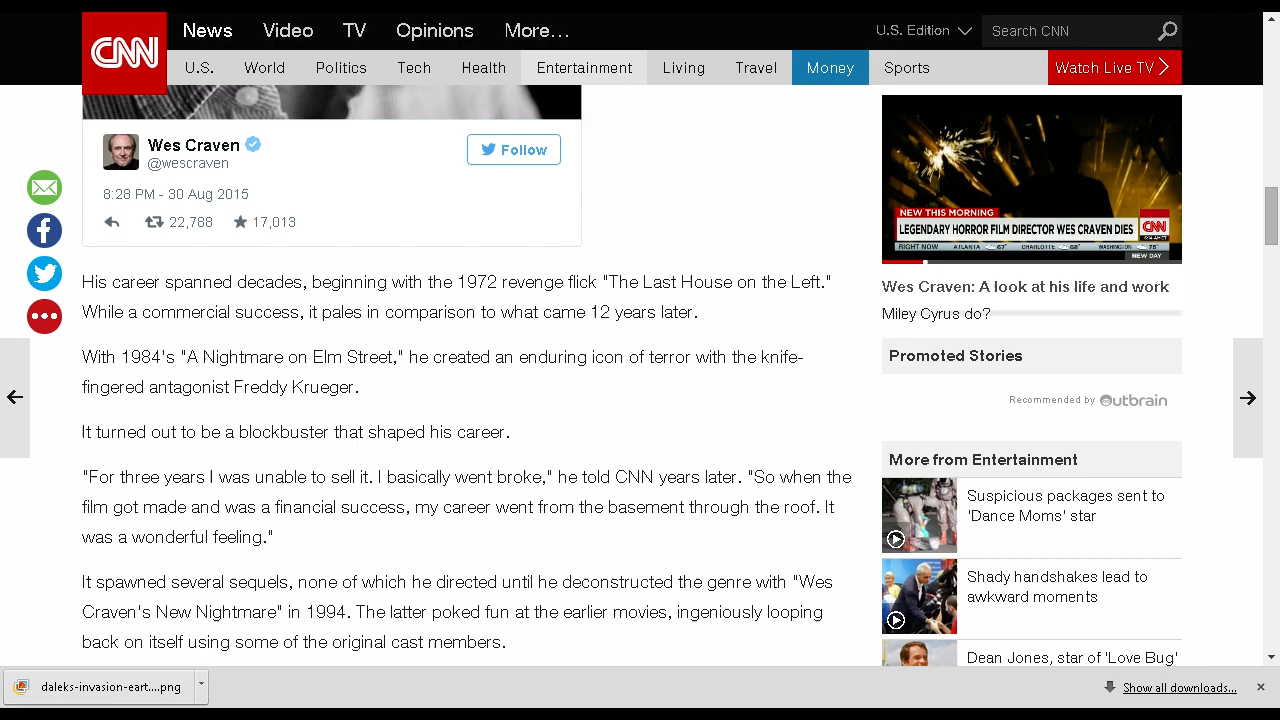 CNN
News Video TV Opinions More...
U.S. Edition
Search CNN
U.S. World Politics Tech Health Entertainment Living Travel Money Sports
Watch Live TV
Wes Craven
@wescraven
Follow
8:28 PM - 30 Aug 2015
22,788 17,013
His career spanned decades, beginning with the 1972 revenge flick "The Last House on the Left."
While a commercial success, it pales in comparison to what came 12 years later.
With 1984's "A Nightmare on Elm Street," he created an enduring icon of terror with the knife-
fingered antagonist Freddy Krueger.
It turned out to be a blockbuster that shaped his career.
"For three years I was unable to sell it. I basically went broke," he told CNN years later. "So when the
film got made and was a financial success, my career went from the basement through the roof. It
was a wonderful feeling."
It spawned several sequels, none of which he directed until he deconstructed the genre with "Wes
Craven's New Nightmare" in 1994. The latter poked fun at the earlier movies, ingeniously looping
back on itself using some of the original cast members.
NEW THIS MORNING
LEGENDARY HORROR FILM DIRECTOR WES CRAVEN DIES
CNN
RIGHT NOW ATLANTA 67° CHARLOTTE 68° WASHINGTON 75°
NEW DAY
Wes Craven: A look at his life and work
Miley Cyrus do?
Promoted Stories
Recommended by Outbrain
More from Entertainment
Suspicious packages sent to
'Dance Moms' star
Shady handshakes lead to
awkward moments
Dean Jones, star of 'Love Bug'
daleks-invasion-eart....png
Show all downloads...